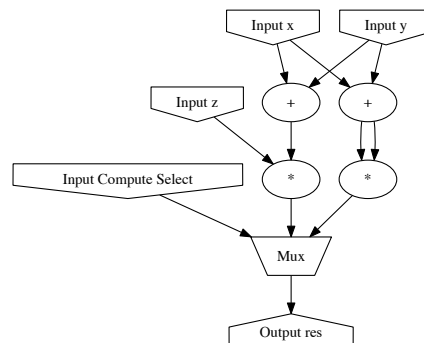 Input x
Input y
Input z
+
+
Input Compute Select
*
*
Mux
Output res